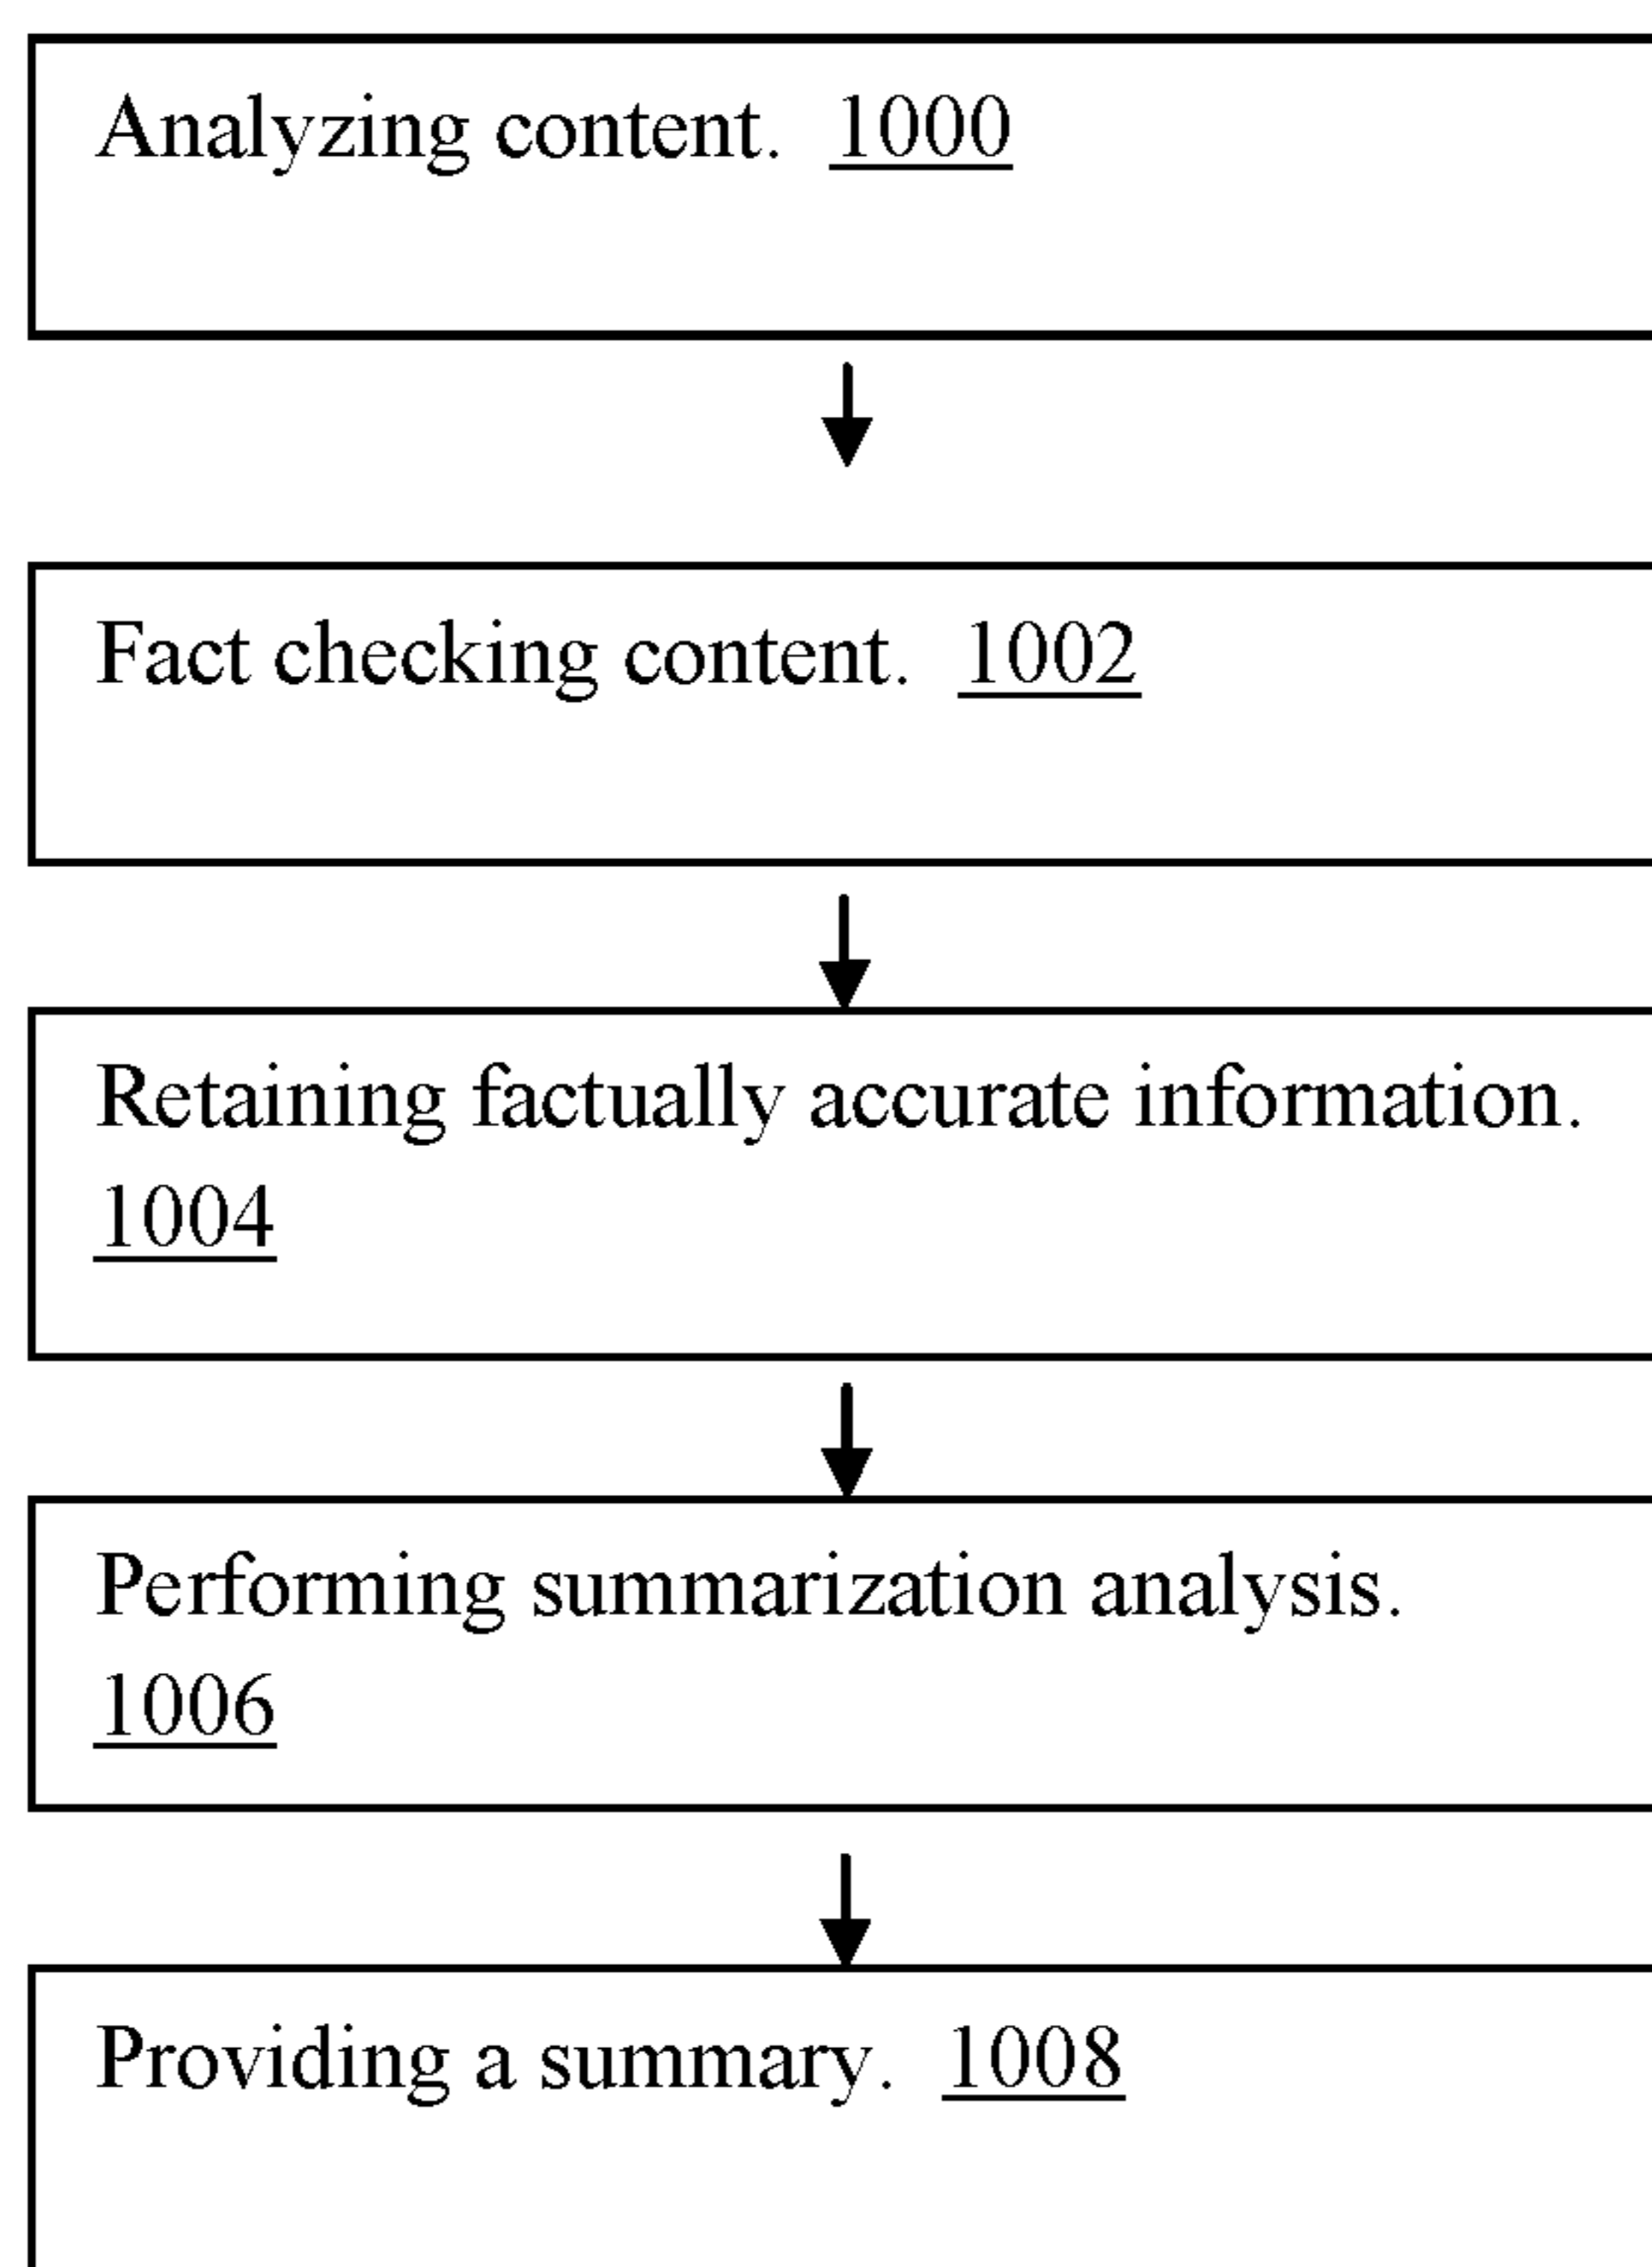 Analyzing content. 1000
Fact checking content. 1002
Retaining factually accurate information.
1004
Performing summarization analysis.
1006
Providing a summary. 1008